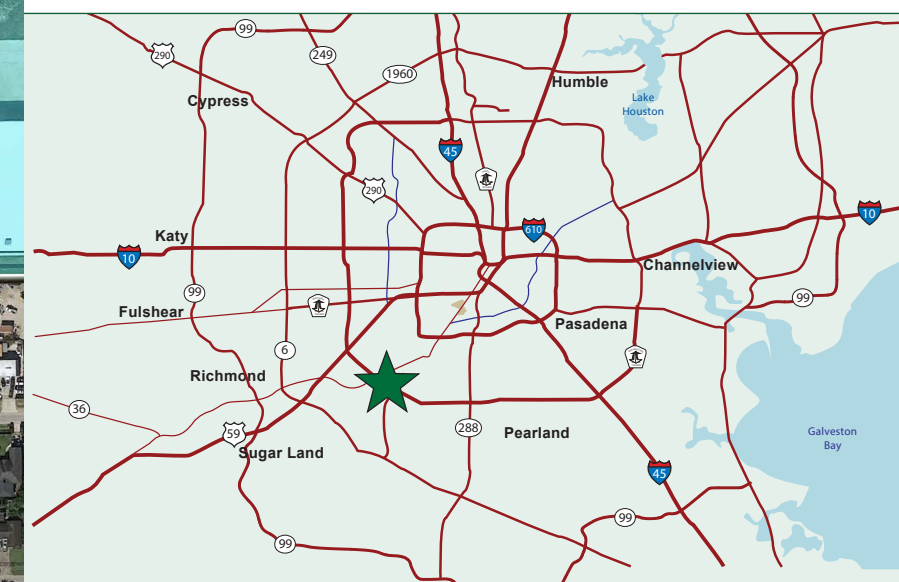 99
290
249
1960
Humble
Cypress
Lake
Houston
45
290
10
610
Katy
10
Channelview
99
99
Fulshear
Pasadena
6
Richmond
36
288
59
Pearland
Galveston
Bay
Sugar Land
45
99
99